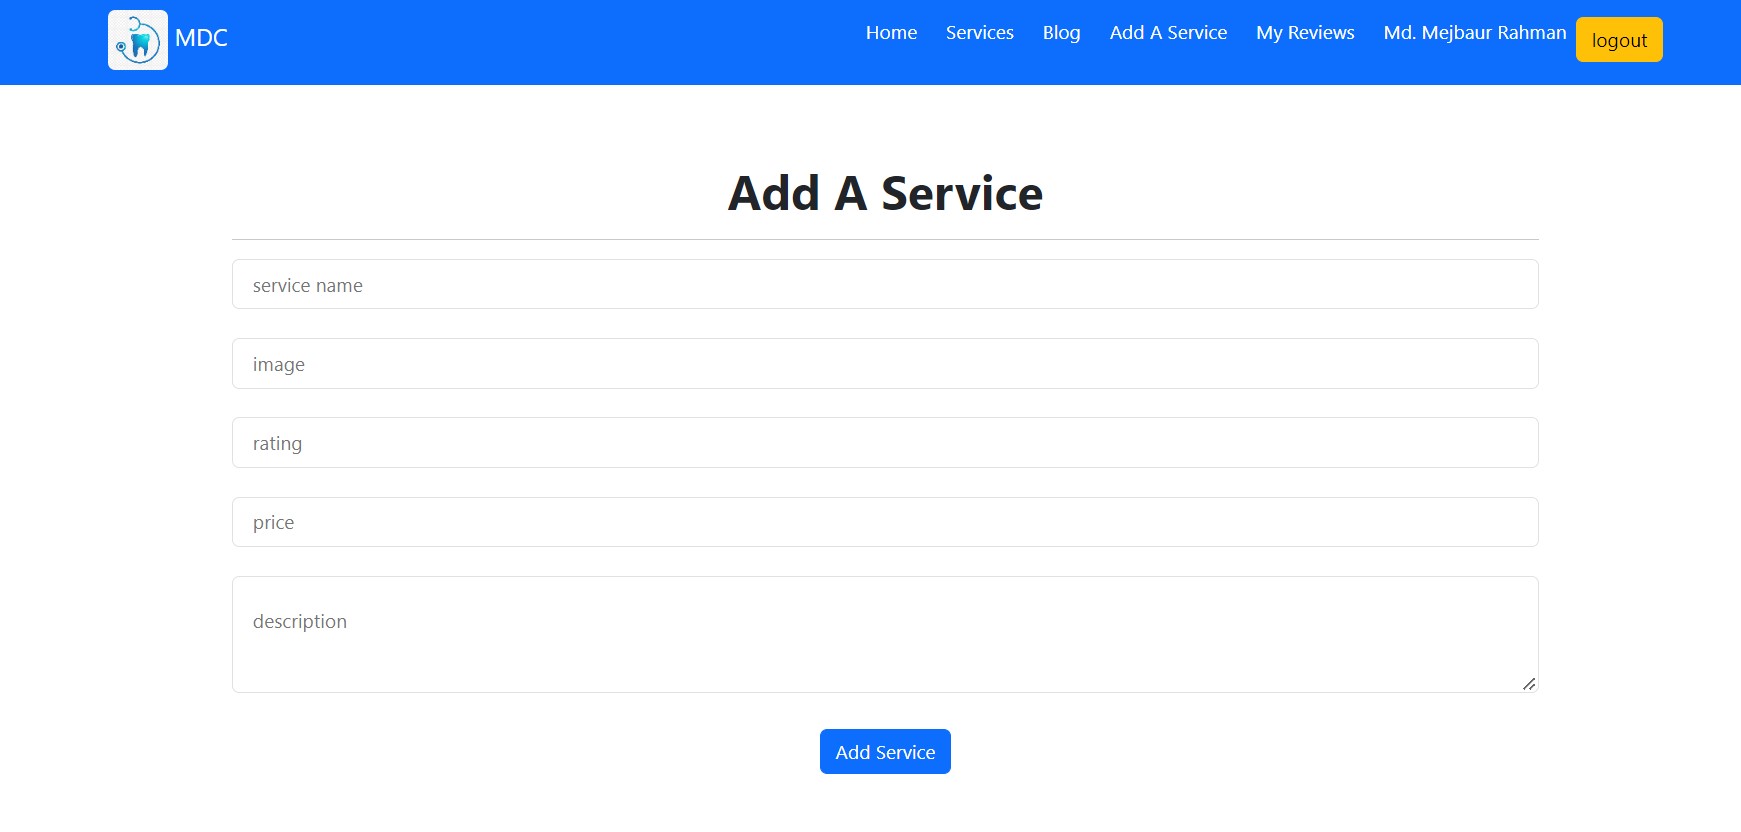 MDC
Home Services Blog Add A Service My Reviews Md. Mejbaur Rahman logout
Add A Service
service name
image
rating
price
description
Add Service